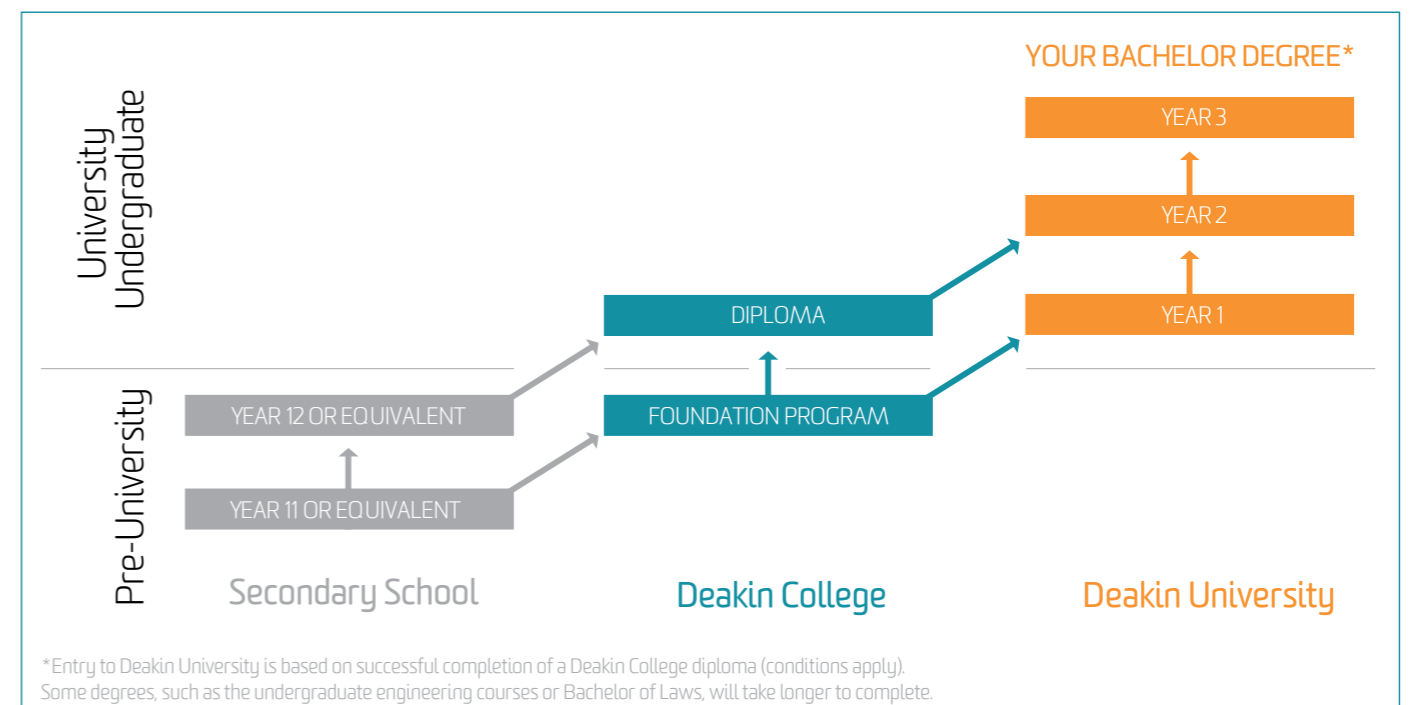 YOUR BACHELOR DEGREE*
YEAR 3
University
Undergraduate
YEAR 2
DIPLOMA
YEAR 1
Pre-University
YEAR 12 OR EQUIVALENT
FOUNDATION PROGRAM
YEAR 11 OR EQUIVALENT
Secondary School
Deakin College
Deakin University
*Entry to Deakin University is based on successful completion of a Deakin College diploma (conditions apply).
Some degrees, such as the undergraduate engineering courses or Bachelor of Laws, will take longer to complete.